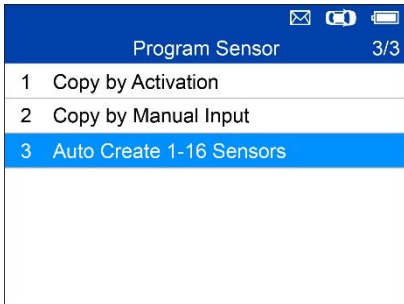 Program Sensor 3/3
1 Copy by Activation
2 Copy by Manual Input
3 Auto Create 1-16 Sensors